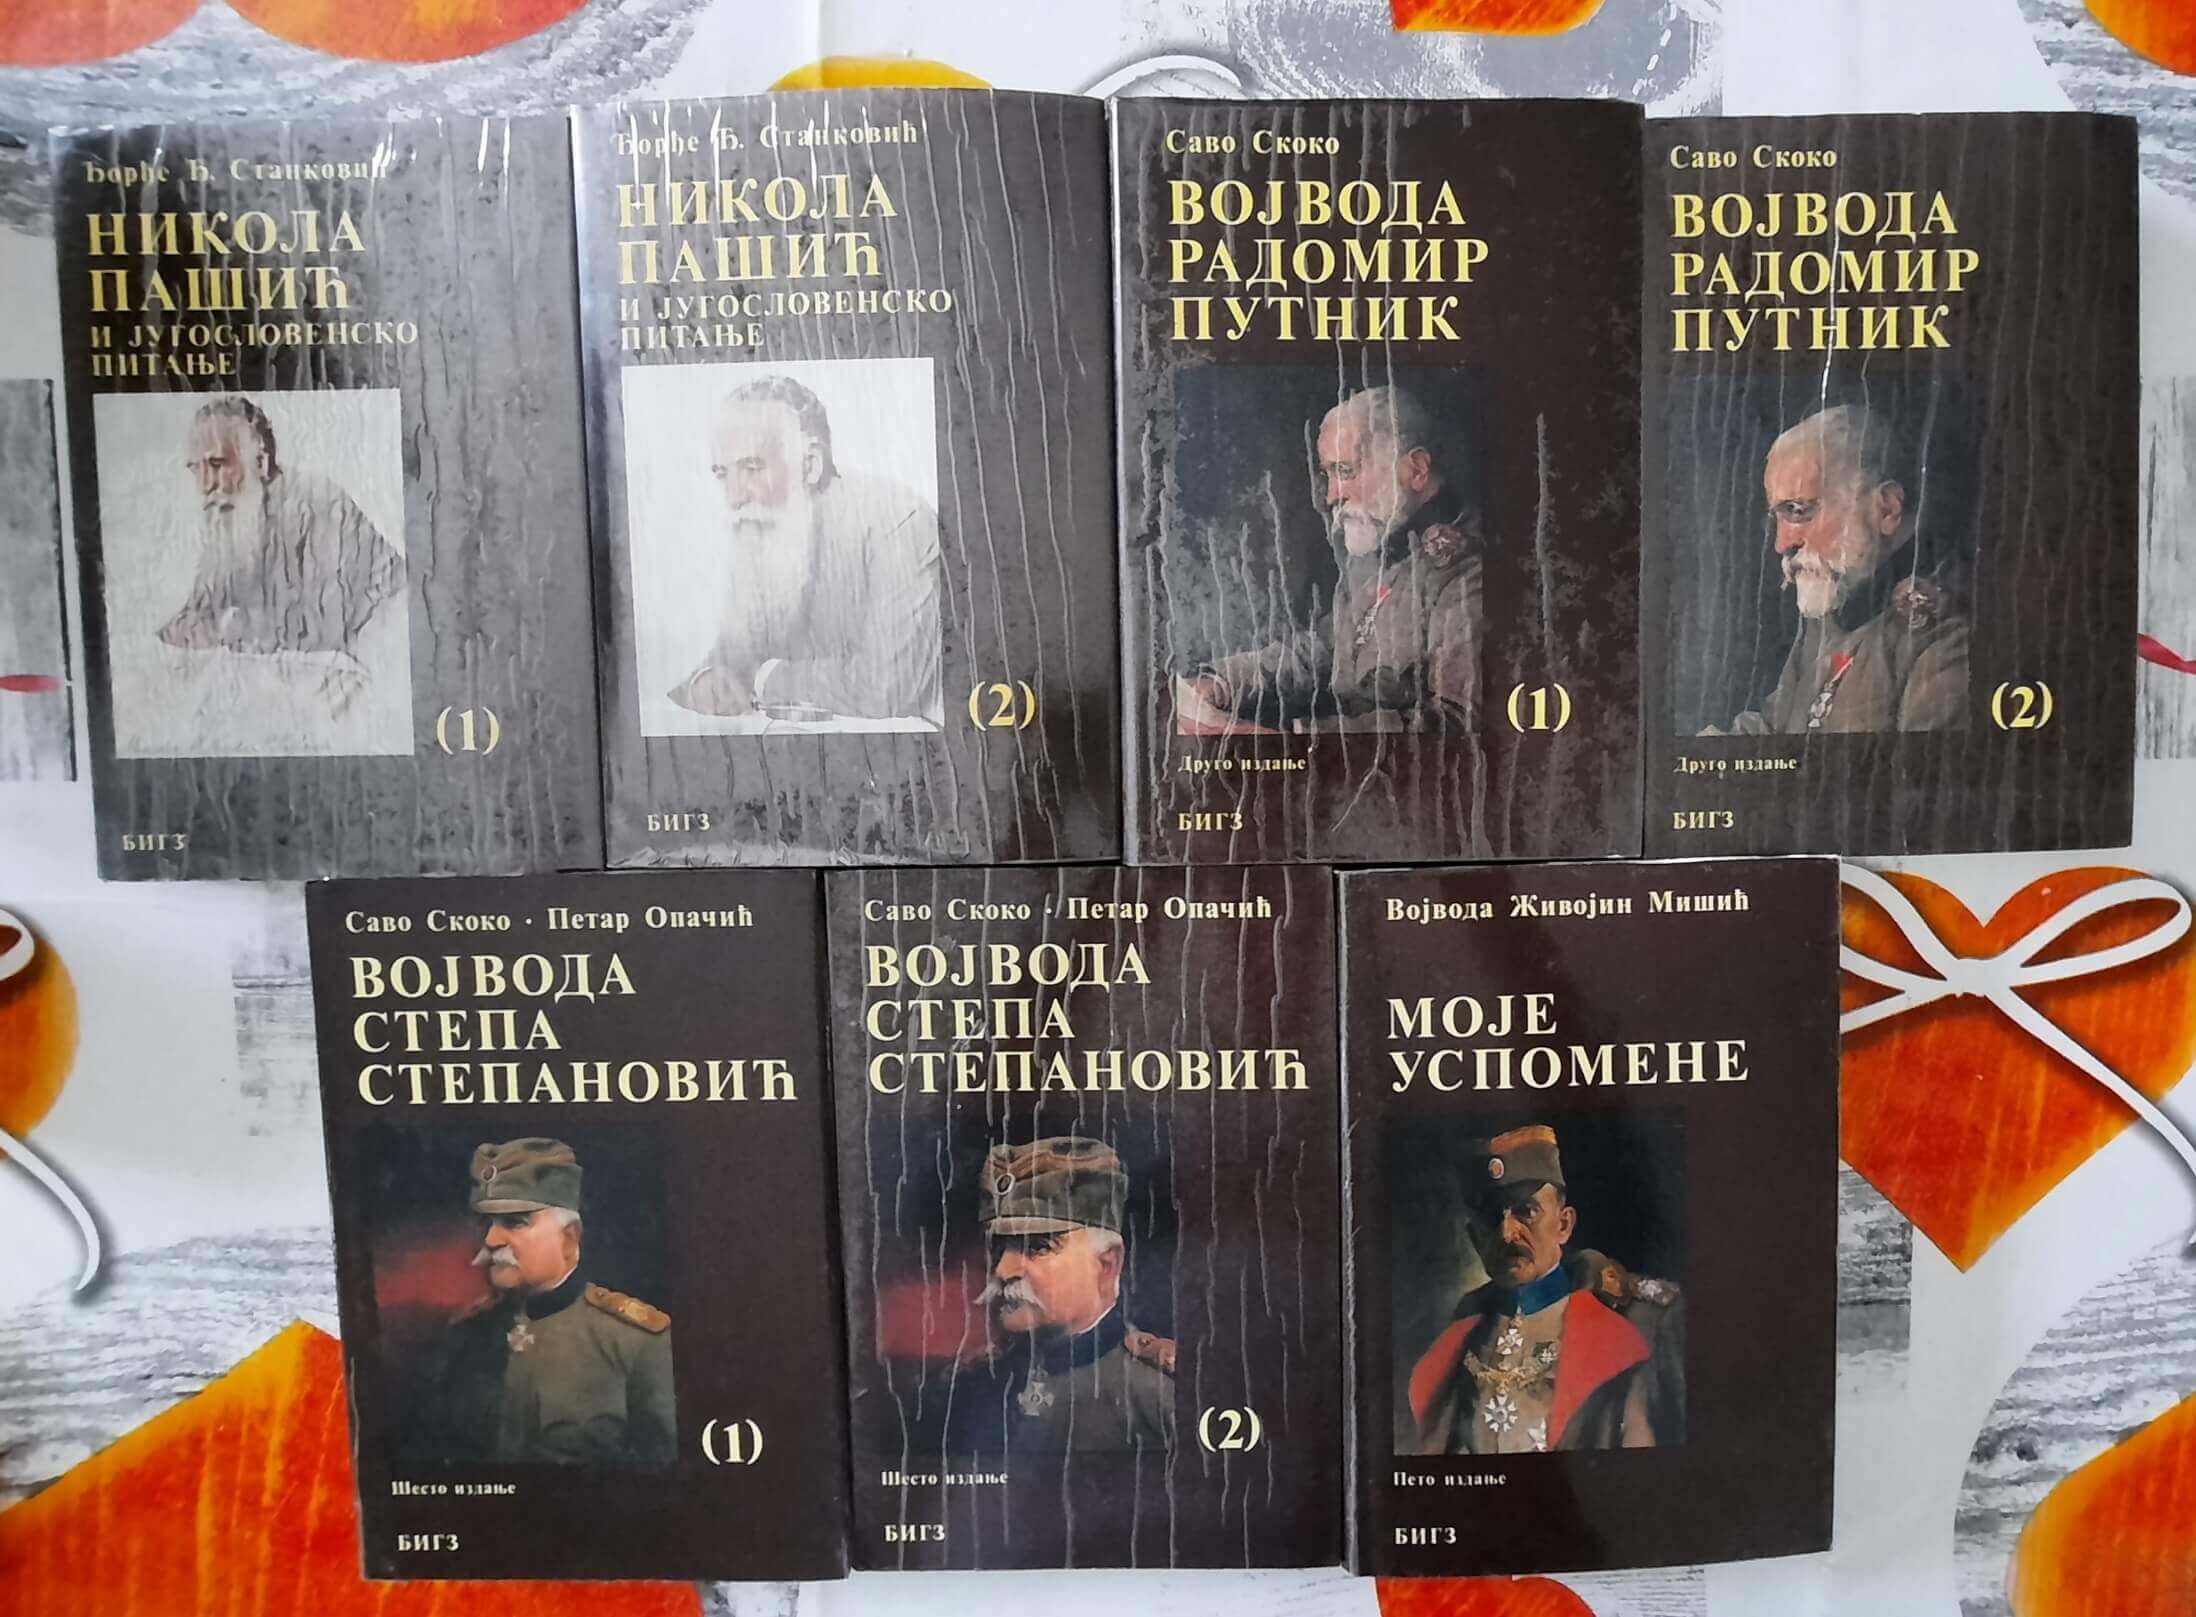 Ђорђе Ђ. Станковић
НИКОЛА
ПАШИЋ
И ЈУГОСЛОВЕНСКО
ПИТАЊЕ
(1)
БИГЗ
Ђорђе Ђ. Станковић
НИКОЛА
ПАШИЋ
И ЈУГОСЛОВЕНСКО
ПИТАЊЕ
(2)
БИГЗ
Саво Скоко
ВОЈВОДА
РАДОМИР
ПУТНИК
(1)
Друго издање
БИГЗ
Саво Скоко
ВОЈВОДА
РАДОМИР
ПУТНИК
(2)
Друго издање
БИГЗ
Саво Скоко · Петар Опачић
ВОЈВОДА
СТЕПА
СТЕПАНОВИЋ
(1)
Шесто издање
БИГЗ
Саво Скоко · Петар Опачић
ВОЈВОДА
СТЕПА
СТЕПАНОВИЋ
(2)
Шесто издање
БИГЗ
Војвода Живојин Мишић
МОЈЕ
УСПОМЕНЕ
Пето издање
БИГЗ